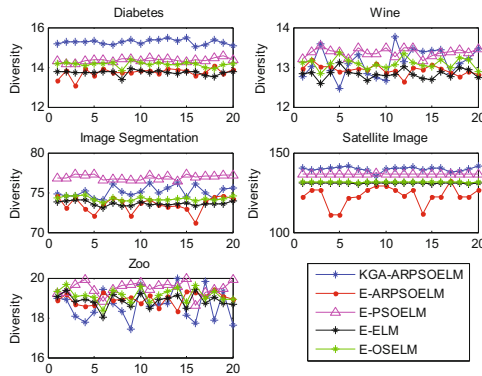 Diabetes
Wine
16
14
12
Diversity
0 5 10 15 20
14
13
12
Diversity
0 5 10 15 20
Image Segmentation
Satellite Image
80
75
70
Diversity
0 5 10 15 20
150
100
Diversity
0 5 10 15 20
Zoo
20
18
16
Diversity
0 5 10 15 20
KGA-ARPSOELM
E-ARPSOELM
E-PSOELM
E-ELM
E-OSELM